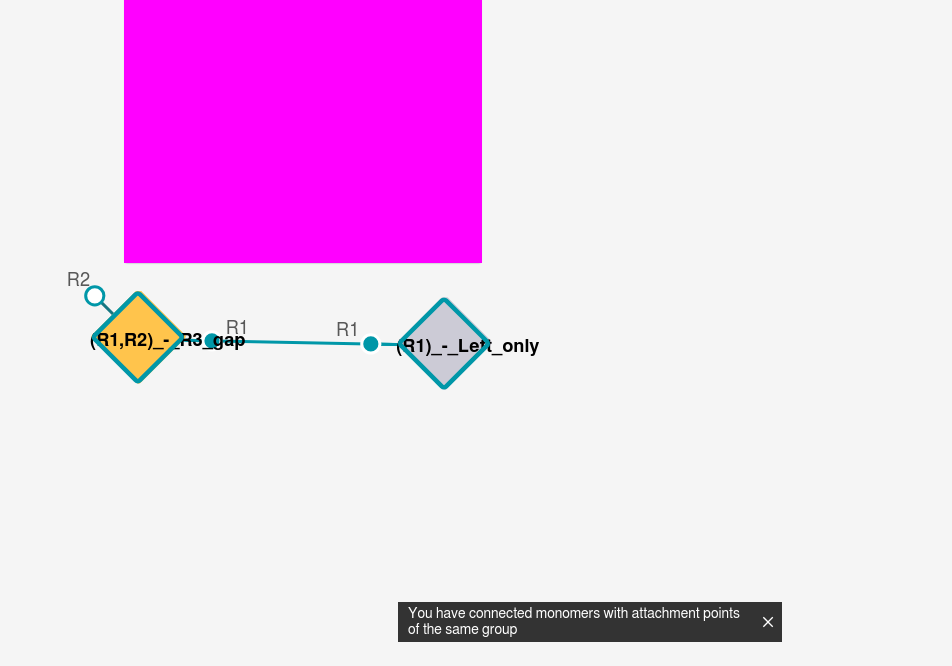 R2
R1
R1
(R1,R2)_-_R3_gap
(R1)_-_Left_only
You have connected monomers with attachment points
of the same group